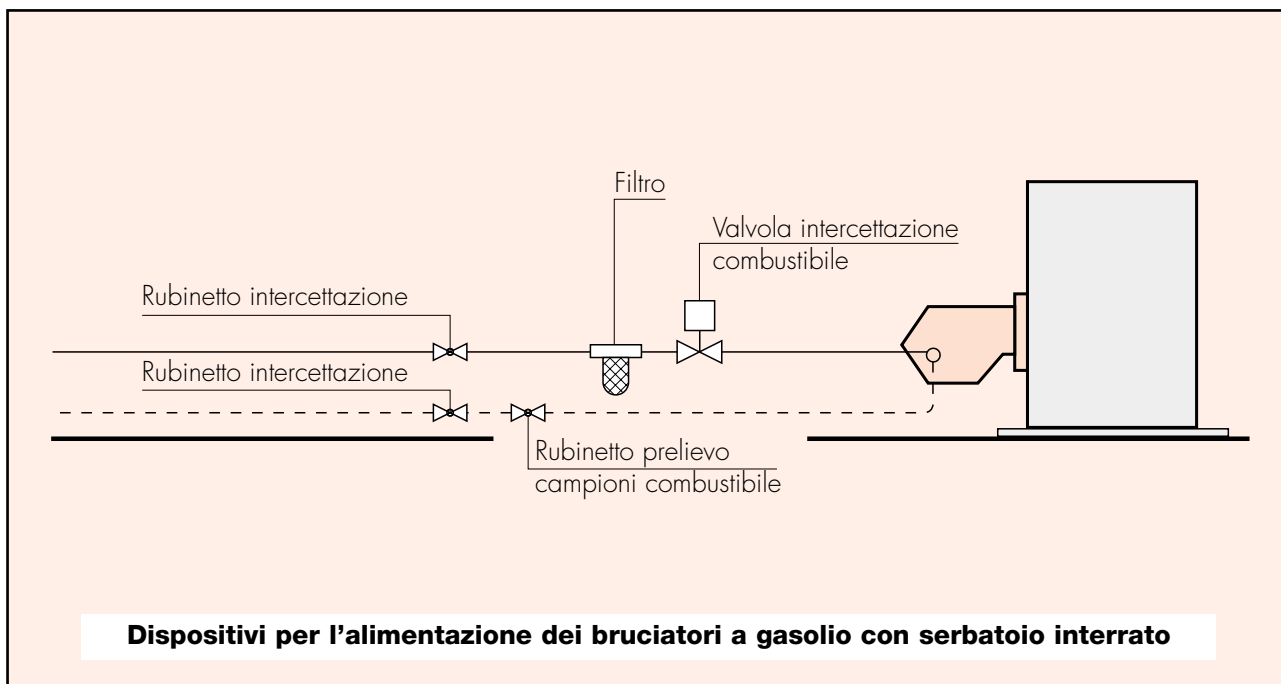 Filtro
Valvola intercettazione
combustibile
Rubinetto intercettazione
Rubinetto intercettazione
Rubinetto prelievo
campioni combustibile
Dispositivi per l’alimentazione dei bruciatori a gasolio con serbatoio interrato